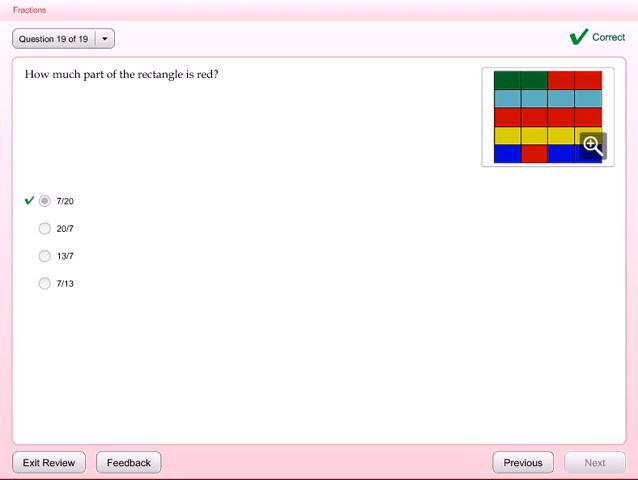 Fractions
Question 19 of 19
Correct
How much part of the rectangle is red?
7/20
20/7
13/7
7/13
Exit Review
Feedback
Previous
Next